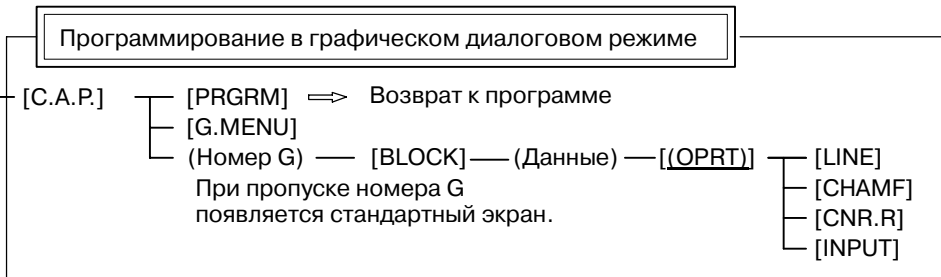 Программирование в графическом диалоговом режиме
[C.A.P.] [PRGRM] Возврат к программе
[G.MENU]
(Номер G) [BLOCK] (Данные) [(OPRT)] [LINE]
При пропуске номера G [CHAMF]
появляется стандартный экран. [CNR.R]
[INPUT]